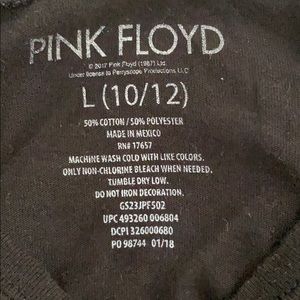 PINK FLOYD
© 2017 Pink Floyd (1987) Ltd.
Under license to Perryscope Productions LLC
L (10/12)
50% COTTON / 50% POLYESTER
MADE IN MEXICO
RN# 17657
MACHINE WASH COLD WITH LIKE COLORS.
ONLY NON-CHLORINE BLEACH WHEN NEEDED.
TUMBLE DRY LOW.
DO NOT IRON DECORATION.
GS23JPFS02
UPC 493260 006804
DCPI 326000680
PO 98744 01/18